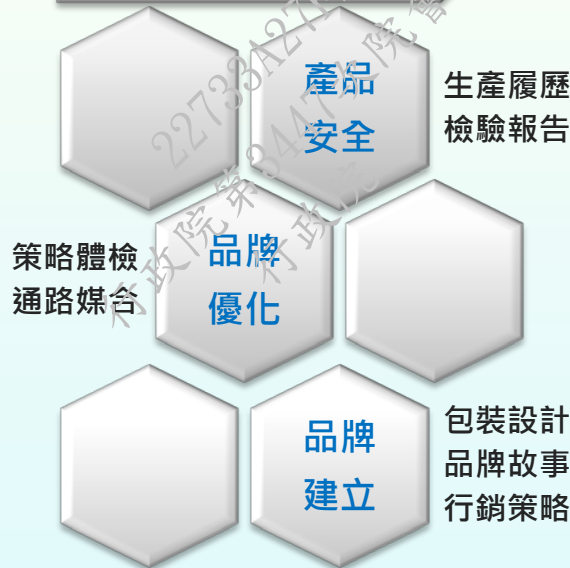 產品
安全
生產履歷
檢驗報告
策略體檢
通路媒合
品牌
優化
品牌
建立
包裝設計
品牌故事
行銷策略